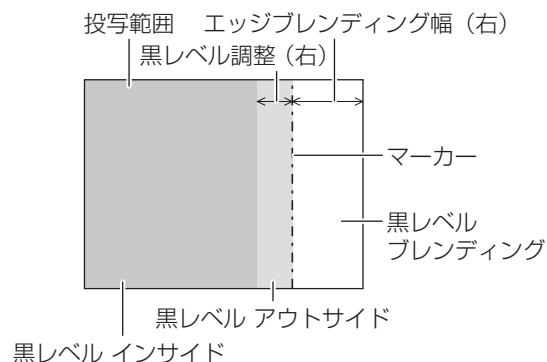 投写範囲 エッジブレンディング幅（右）
黒レベル調整（右）
マーカー
黒レベル
ブレンディング
黒レベル アウトサイド
黒レベル インサイド